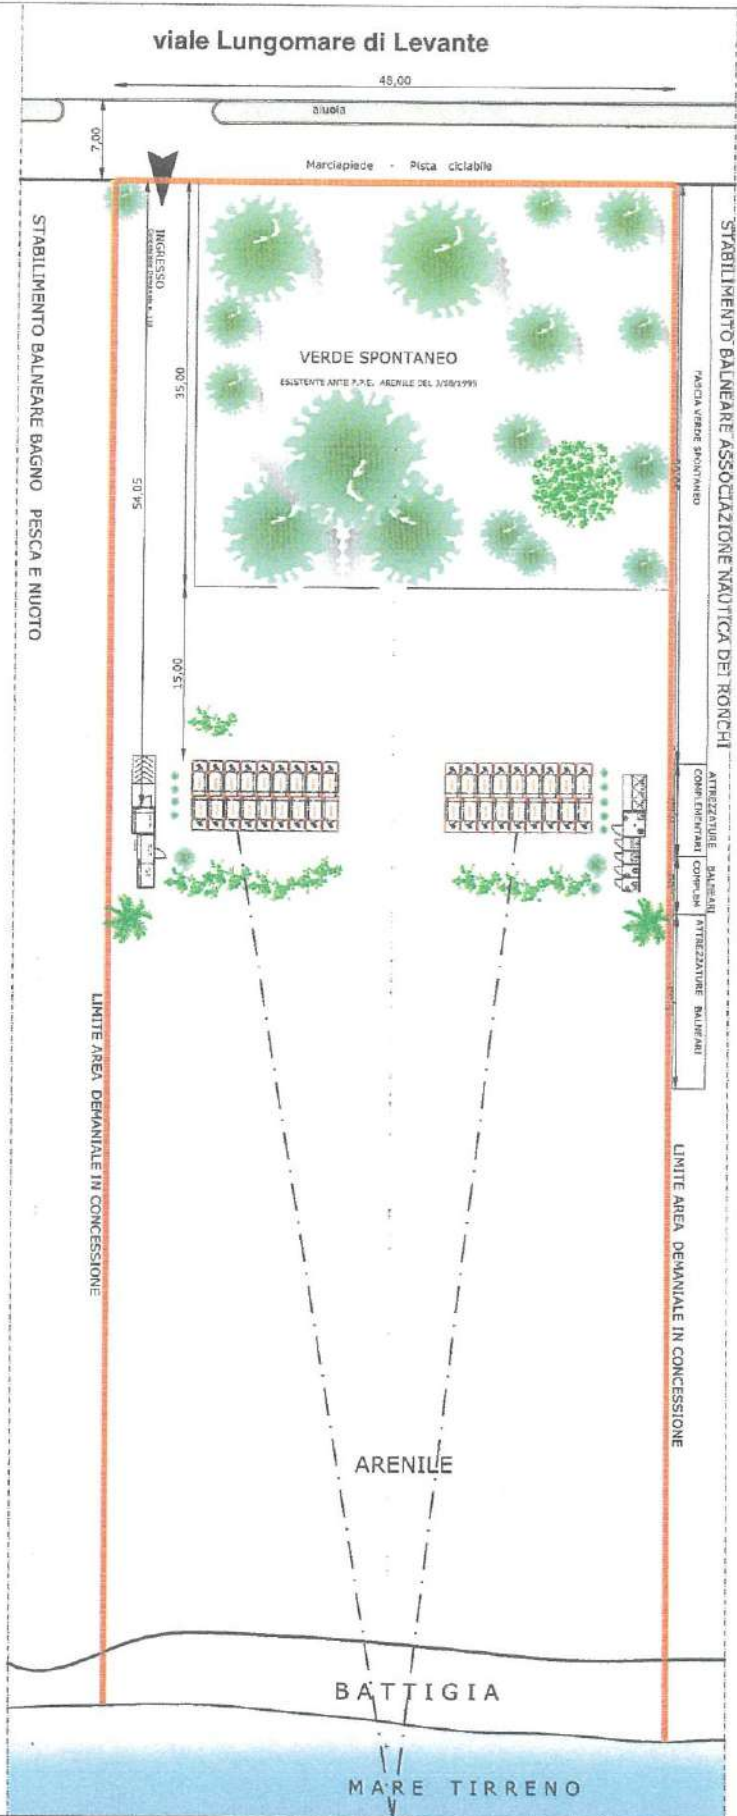 viale Lungomare di Levante
48,00
aiuola
7,00
Marciapiede - Pista ciclabile
INGRESSO
STABILIMENTO BALNEARE BAGNO PESCA E NUOTO
STABILIMENTO BALNEARE ASSOCIAZIONE NAUTICA DEI RONCHI
FASCIA VERDE SPONTANEO
VERDE SPONTANEO
ESISTENTE ANTE P.P.E. ARENILE DEL 3/08/1995
35,00
54,05
15,00
ATTREZZATURE BALNEARI
COMPLEMENTARI COMPLEM
ATTREZZATURE BALNEARI
LIMITE AREA DEMANIALE IN CONCESSIONE
LIMITE AREA DEMANIALE IN CONCESSIONE
ARENILE
BATTIGIA
MARE TIRRENO